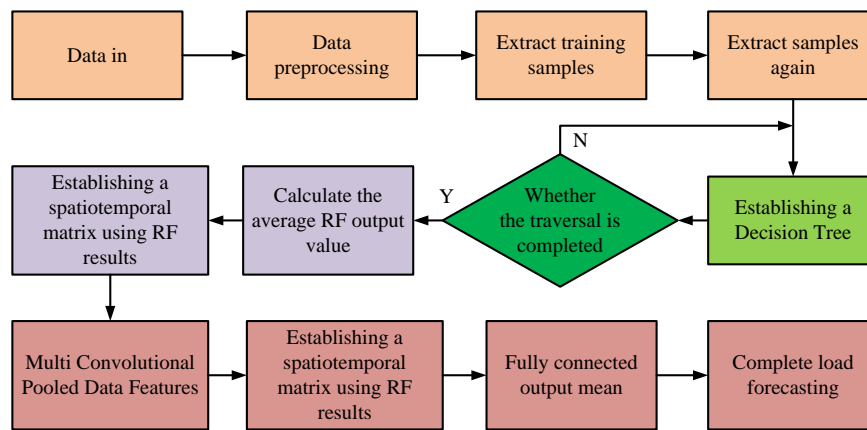 Data in
Data
preprocessing
Extract training
samples
Extract samples
again
N
Establishing a
spatiotemporal
matrix using RF
results
Calculate the
average RF output
value
Y
Whether
the traversal is
completed
Establishing a
Decision Tree
Multi Convolutional
Pooled Data Features
Establishing a
spatiotemporal
matrix using RF
results
Fully connected
output mean
Complete load
forecasting